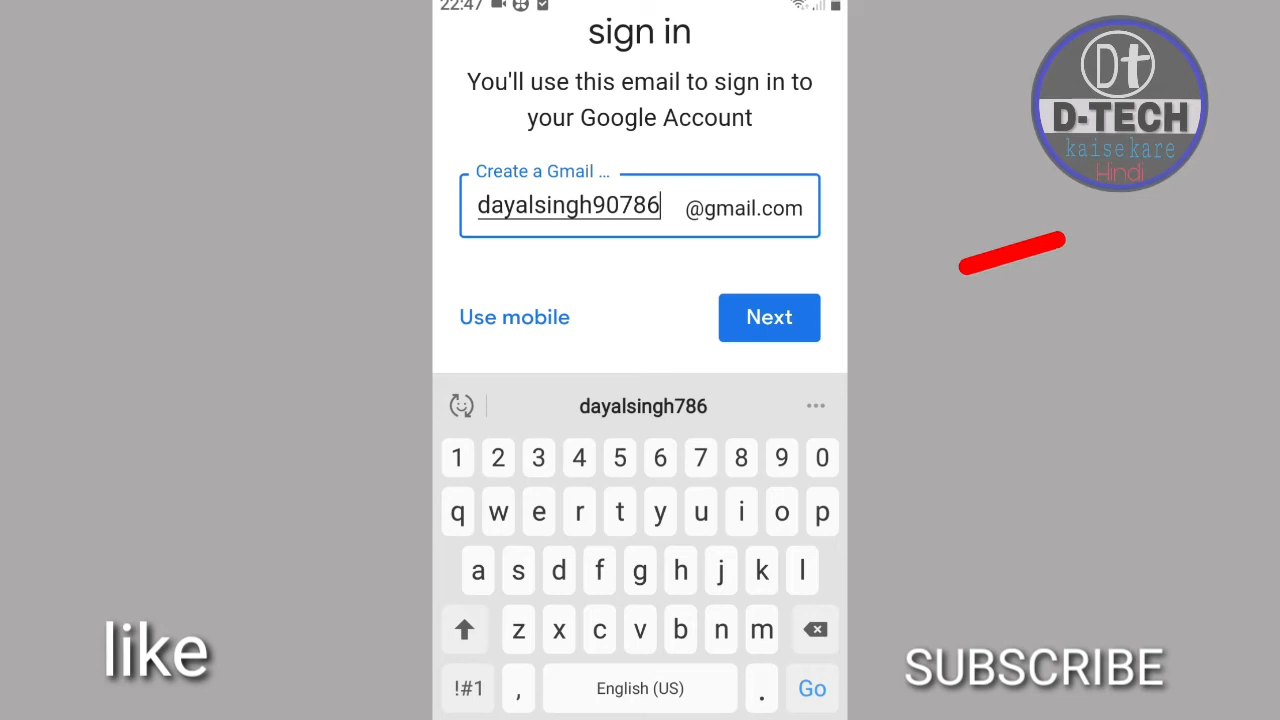 22:47
sign in
You'll use this email to sign in to
your Google Account
Create a Gmail ...
dayalsingh90786 @gmail.com
Use mobile Next
dayalsingh786 •••
1 2 3 4 5 6 7 8 9 0
q w e r t y u i o p
a s d f g h j k l
z x c v b n m
!#1 , English (US) . Go
Dt
D-TECH
kaise kare
Hindi
like
SUBSCRIBE